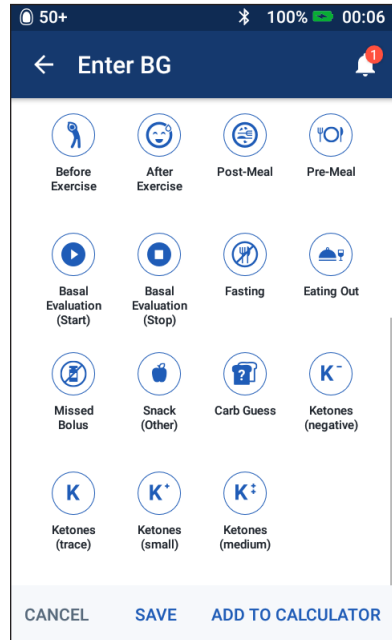 50+ 100% 00:06
← Enter BG 1
Before After Post-Meal Pre-Meal
Exercise Exercise
Basal Basal Fasting Eating Out
Evaluation Evaluation
(Start) (Stop)
? K⁻
Missed Snack Carb Guess Ketones
Bolus (Other) (negative)
K K⁺ K‡
Ketones Ketones Ketones
(trace) (small) (medium)
CANCEL SAVE ADD TO CALCULATOR